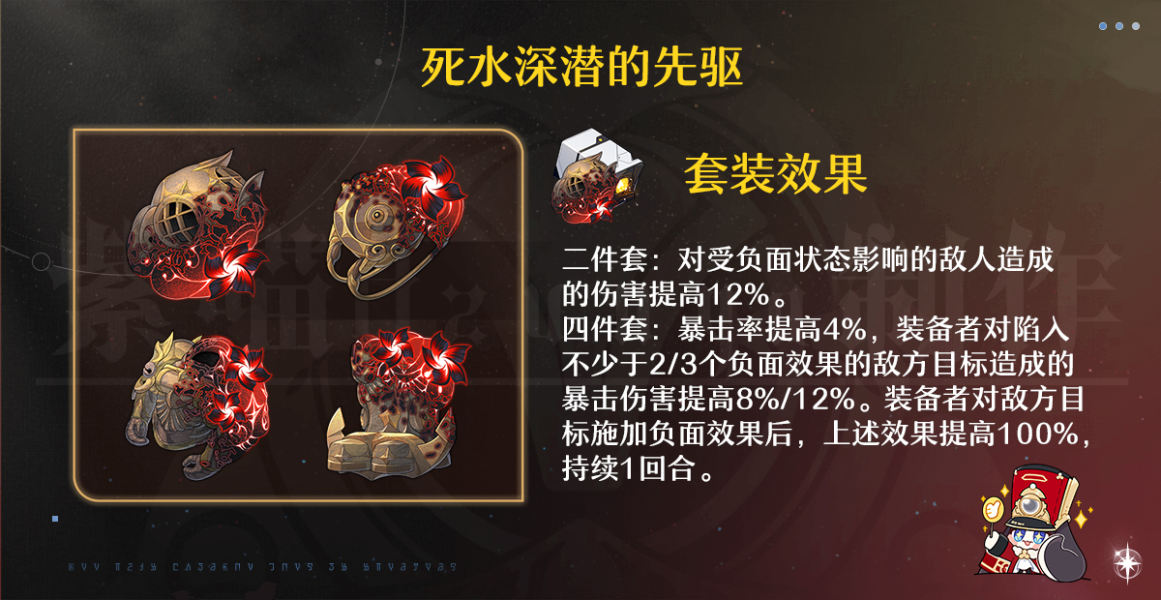 死水深潜的先驱
套装效果
二件套：对受负面状态影响的敌人造成
的伤害提高12%。
四件套：暴击率提高4%，装备者对陷入
不少于2/3个负面效果的敌方目标造成的
暴击伤害提高8%/12%。装备者对敌方目
标施加负面效果后，上述效果提高100%，
持续1回合。